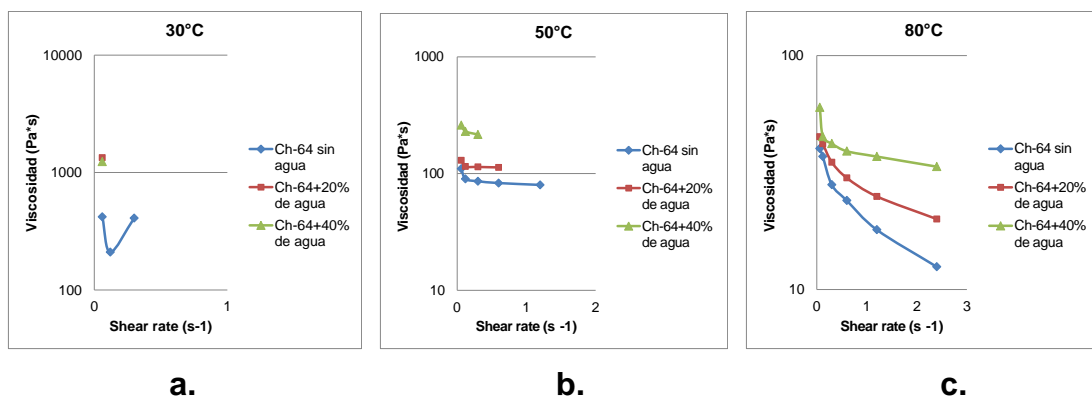 30°C
10000
1000
100
0
1
Viscosidad (Pa*s)
Shear rate (s-1)
Ch-64 sin
agua
Ch-64+20%
de agua
Ch-64+40%
de agua
a.
50°C
1000
100
10
0
1
2
Viscosidad (Pa*s)
Shear rate (s -1)
Ch-64 sin
agua
Ch-64+20%
de agua
Ch-64+40%
de agua
b.
80°C
100
10
0
1
2
3
Viscosidad (Pa*s)
Shear rate (s -1)
Ch-64 sin
agua
Ch-64+20%
de agua
Ch-64+40%
de agua
c.